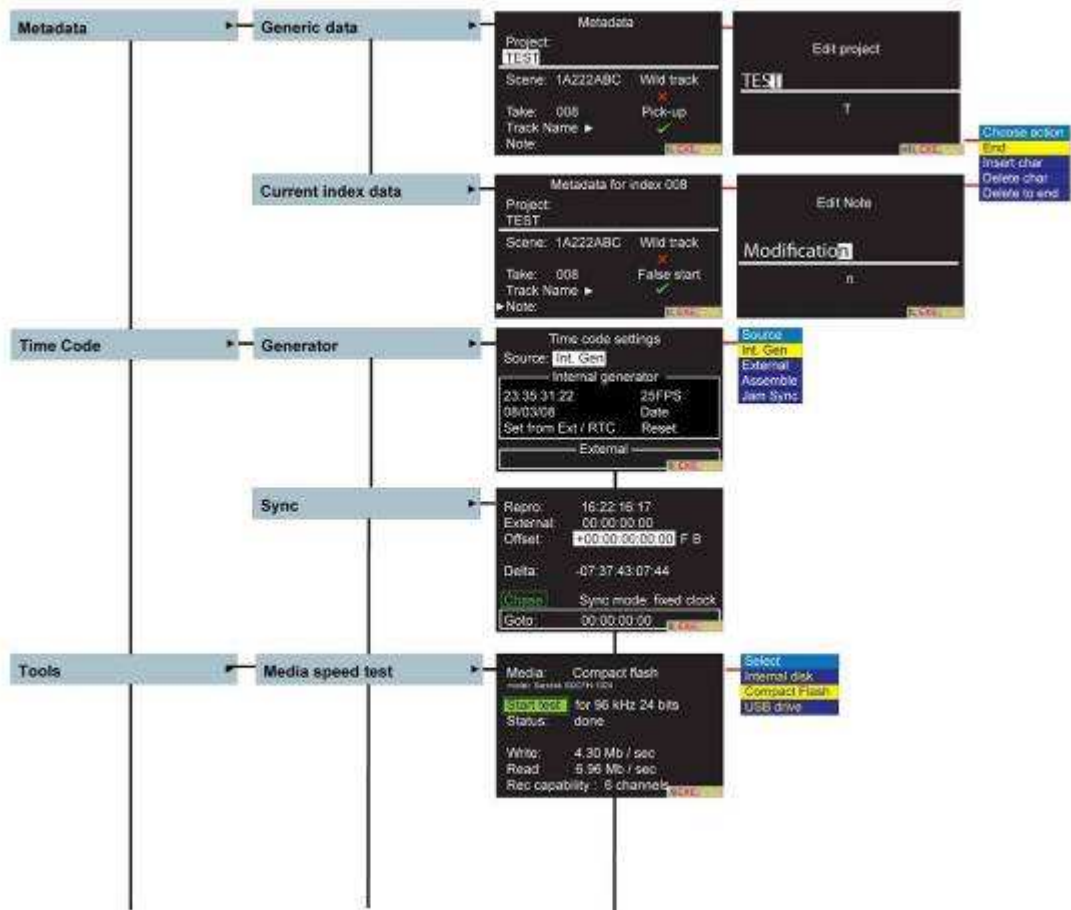 Metadata
Generic data
Metadata
Project:
TEST
Scene: 1A222ABC Wild track
Take: 008 Pick-up
Track Name
Note:
Edit project
TEST
T
Choose action
End
Insert char
Delete char
Delete to end
Current index data
Metadata for index 008
Project:
TEST
Scene: 1A222ABC Wild track
Take: 008 False start
Track Name
Note:
Edit Note
Modification
n
Time Code
Generator
Time code settings
Source: Int. Gen
Internal generator
23:35:31:22 25FPS
08/03/08 Date
Set from Ext / RTC Reset
External
Source
Int. Gen
External
Assemble
Jam Sync
Sync
Repro: 16:22:16:17
External: 00:00:00:00
Offset: +00:00:00:00:00 F B
Delta: -07:37:43:07:44
Chase Sync mode: fixed clock
Goto: 00:00:00:00
Tools
Media speed test
Media: Compact flash
Start test for 96 kHz 24 bits
Status: done
Write: 4.30 Mb / sec
Read 6.96 Mb / sec
Rec capability : 6 channels
Select
Internal disk
Compact Flash
USB drive